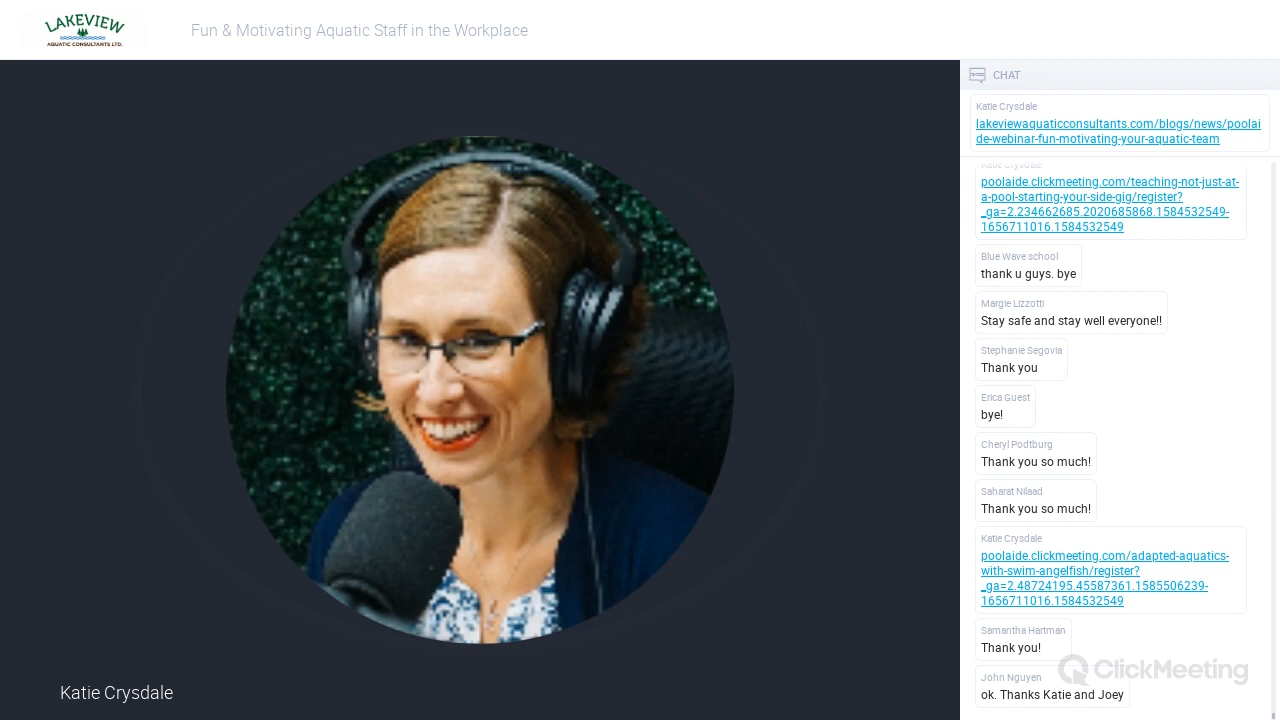 LAKEVIEW
AQUATIC CONSULTANTS LTD.
Fun & Motivating Aquatic Staff in the Workplace
CHAT
Katie Crysdale
lakeviewaquaticconsultants.com/blogs/news/poolai
de-webinar-fun-motivating-your-aquatic-team
Katie Crysdale
poolaide.clickmeeting.com/teaching-not-just-at-
a-pool-starting-your-side-gig/register?
_ga=2.234662685.2020685868.1584532549-
1656711016.1584532549
Blue Wave school
thank u guys. bye
Margie Lizzotti
Stay safe and stay well everyone!!
Stephanie Segovia
Thank you
Erica Guest
bye!
Cheryl Podtburg
Thank you so much!
Saharat Nilaad
Thank you so much!
Katie Crysdale
poolaide.clickmeeting.com/adapted-aquatics-
with-swim-angelfish/register?
_ga=2.48724195.45587361.1585506239-
1656711016.1584532549
Samantha Hartman
Thank you!
John Nguyen
ok. Thanks Katie and Joey
ClickMeeting
Katie Crysdale